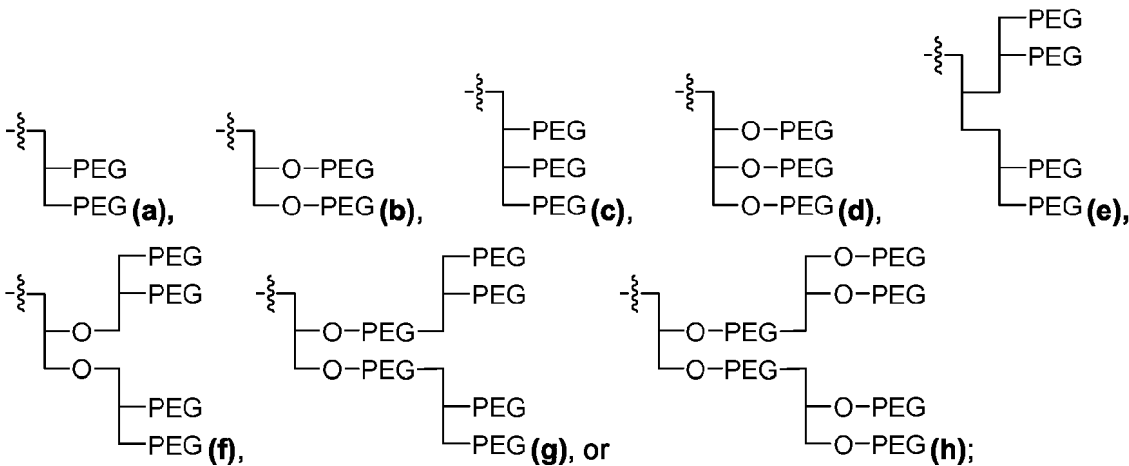 PEG
PEG
PEG
PEG (a),
O-PEG
O-PEG (b),
PEG
PEG
PEG (c),
O-PEG
O-PEG
O-PEG (d),
PEG
PEG (e),
PEG
PEG
O
O
PEG
PEG (f),
PEG
PEG
O-PEG
O-PEG
PEG
PEG (g), or
O-PEG
O-PEG
O-PEG
O-PEG
O-PEG
O-PEG (h);